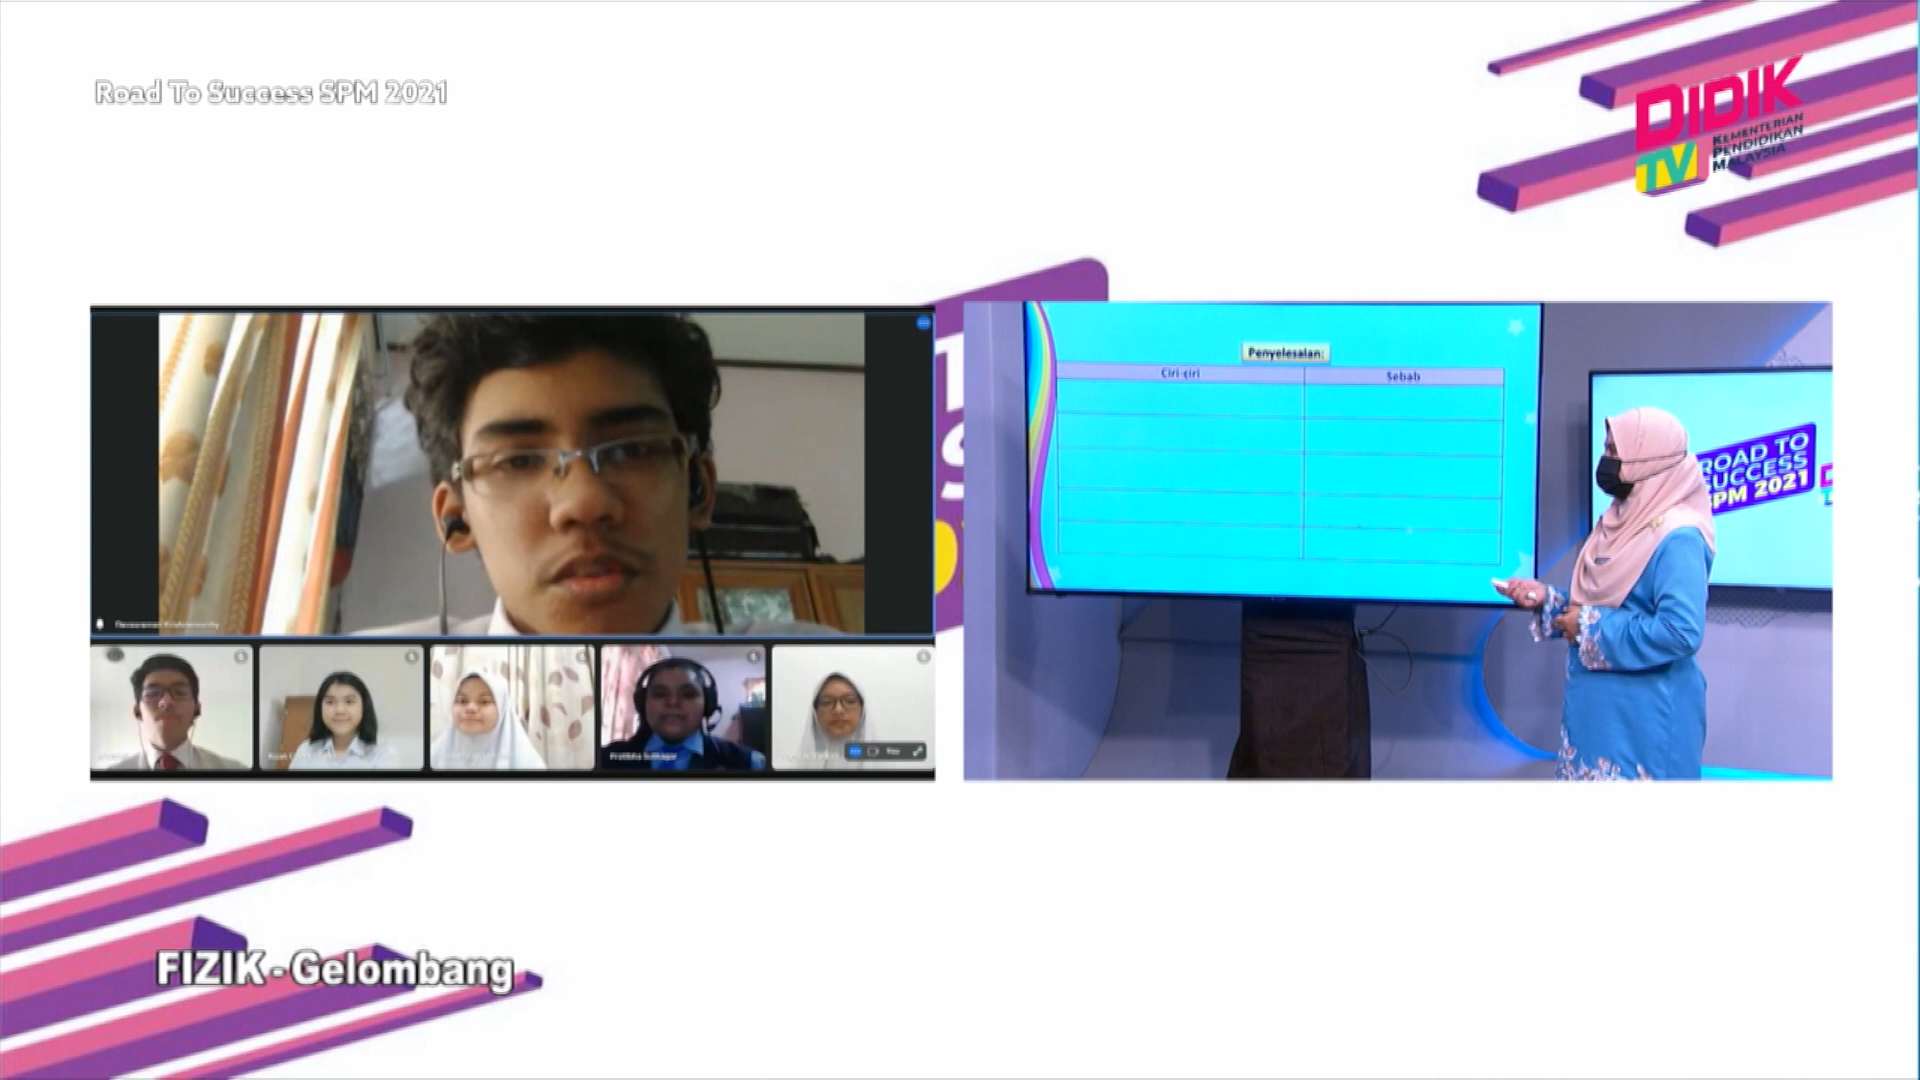 Road To Success SPM 2021
DIDIK
TV
KEMENTERIAN
PENDIDIKAN
MALAYSIA
Penyelesaian:
Ciri-ciri
Sebab
ROAD TO
SUCCESS
SPM 2021
You
FIZIK - Gelombang